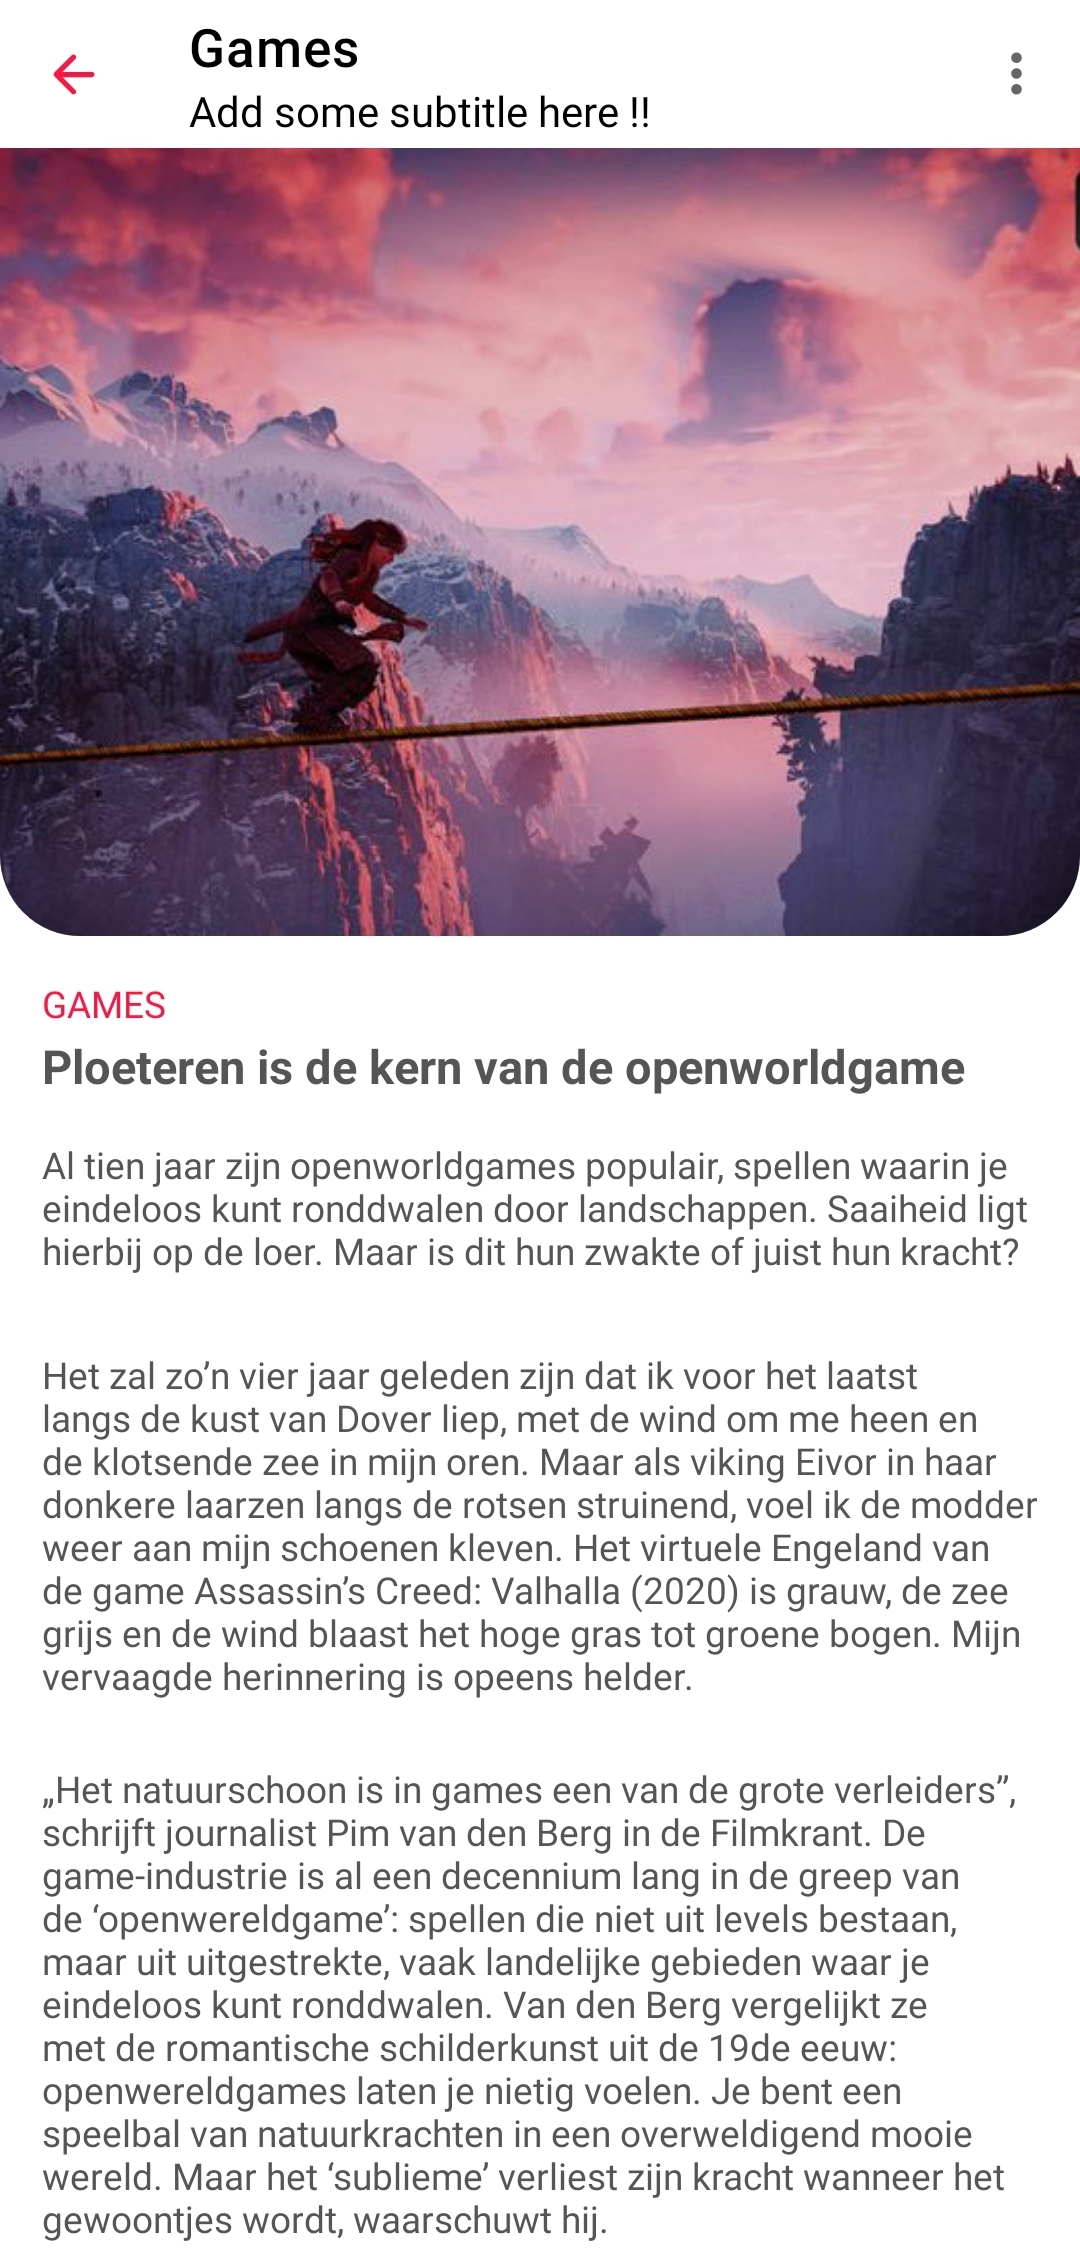 Games
Add some subtitle here !!
GAMES
Ploeteren is de kern van de openworldgame
Al tien jaar zijn openworldgames populair, spellen waarin je
eindeloos kunt ronddwalen door landschappen. Saaiheid ligt
hierbij op de loer. Maar is dit hun zwakte of juist hun kracht?
Het zal zo’n vier jaar geleden zijn dat ik voor het laatst
langs de kust van Dover liep, met de wind om me heen en
de klotsende zee in mijn oren. Maar als viking Eivor in haar
donkere laarzen langs de rotsen struinend, voel ik de modder
weer aan mijn schoenen kleven. Het virtuele Engeland van
de game Assassin’s Creed: Valhalla (2020) is grauw, de zee
grijs en de wind blaast het hoge gras tot groene bogen. Mijn
vervaagde herinnering is opeens helder.
„Het natuurschoon is in games een van de grote verleiders”,
schrijft journalist Pim van den Berg in de Filmkrant. De
game-industrie is al een decennium lang in de greep van
de ‘openwereldgame’: spellen die niet uit levels bestaan,
maar uit uitgestrekte, vaak landelijke gebieden waar je
eindeloos kunt ronddwalen. Van den Berg vergelijkt ze
met de romantische schilderkunst uit de 19de eeuw:
openwereldgames laten je nietig voelen. Je bent een
speelbal van natuurkrachten in een overweldigend mooie
wereld. Maar het ‘sublieme’ verliest zijn kracht wanneer het
gewoontjes wordt, waarschuwt hij.